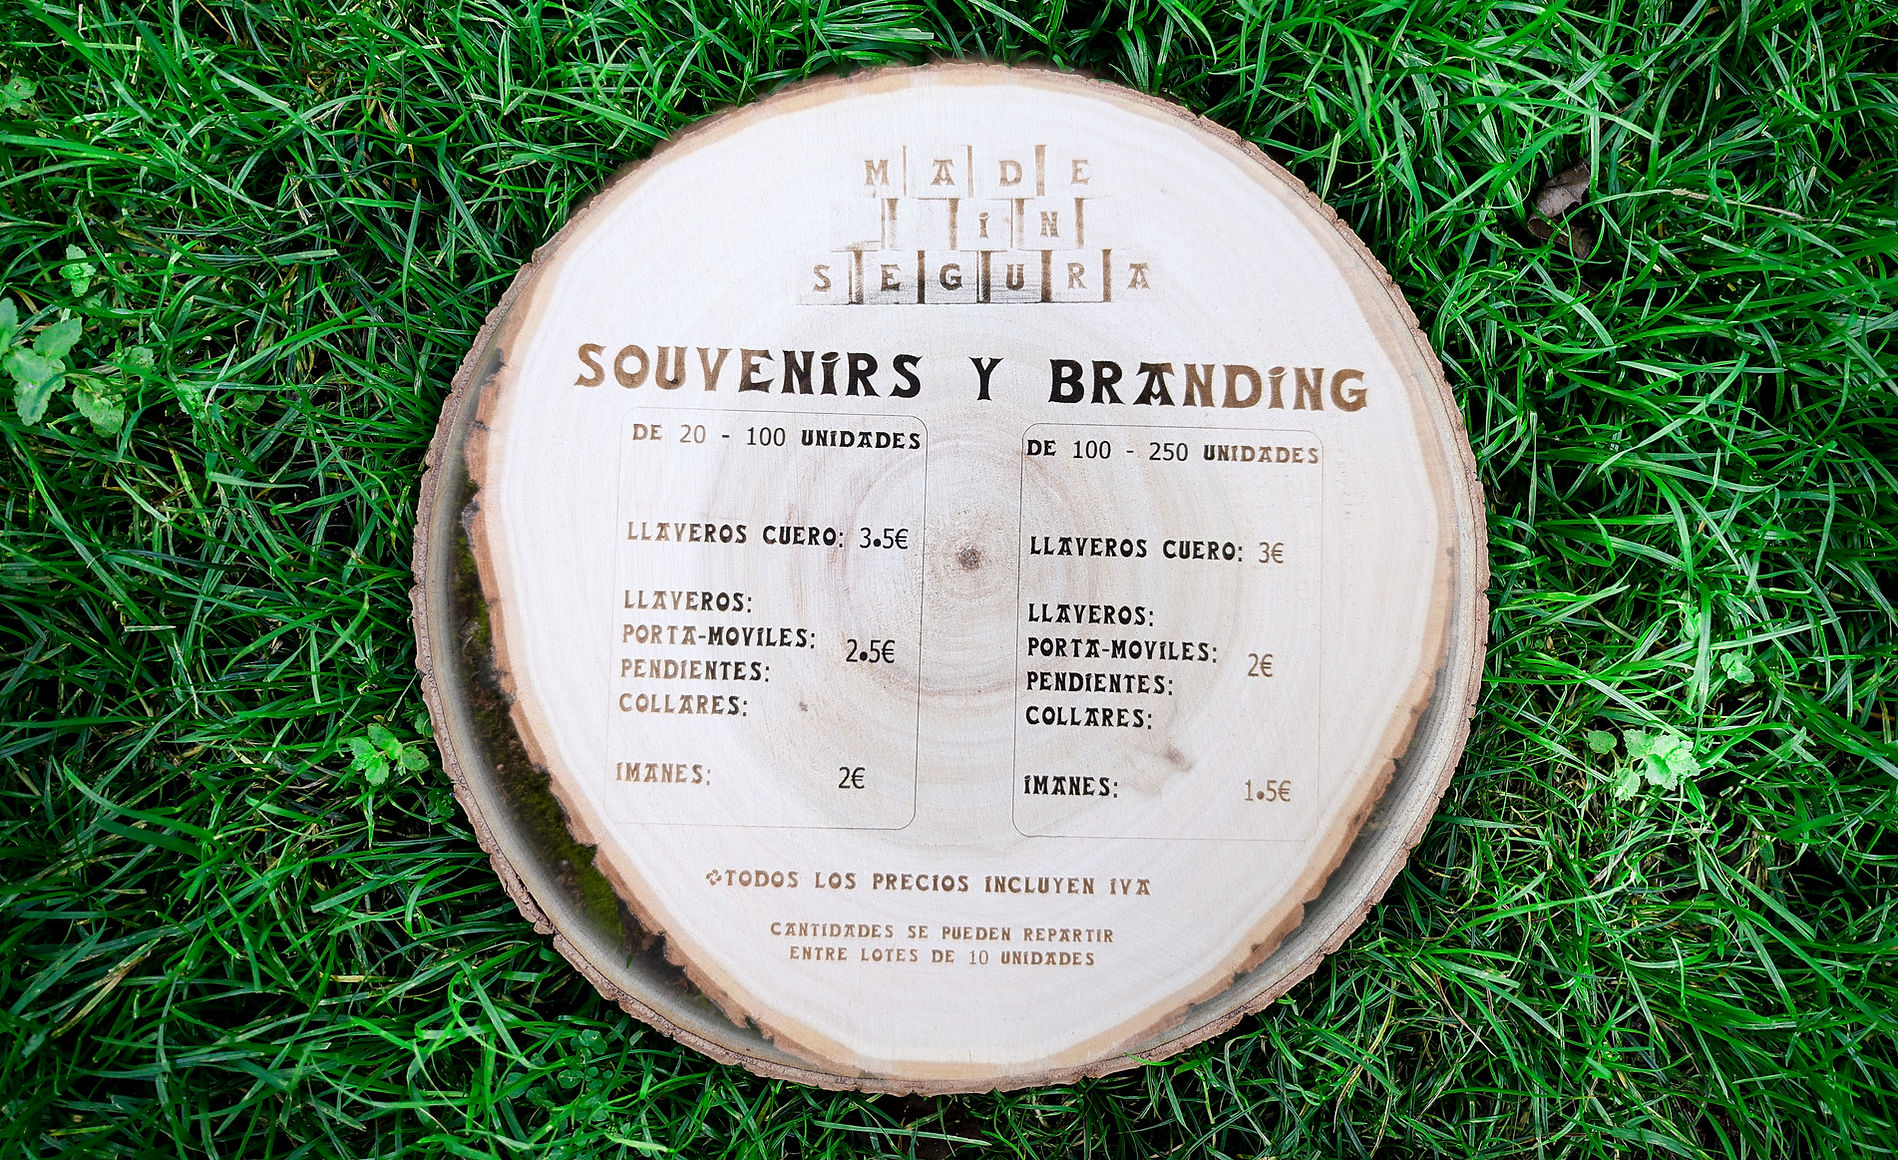 MADE
iN
SEGURA
SOUVENiRS Y BRANDiNG
DE 20 - 100 UNIDADES
LLAVEROS CUERO: 3.5€
LLAVEROS:
PORTA-MOVILES:
PENDIENTES:
COLLARES:
2.5€
iMANES: 2€
DE 100 - 250 UNIDADES
LLAVEROS CUERO: 3€
LLAVEROS:
PORTA-MOVILES:
PENDIENTES:
COLLARES:
2€
iMANES: 1.5€
*TODOS LOS PRECIOS INCLUYEN IVA
CANTIDADES SE PUEDEN REPARTIR
ENTRE LOTES DE 10 UNIDADES